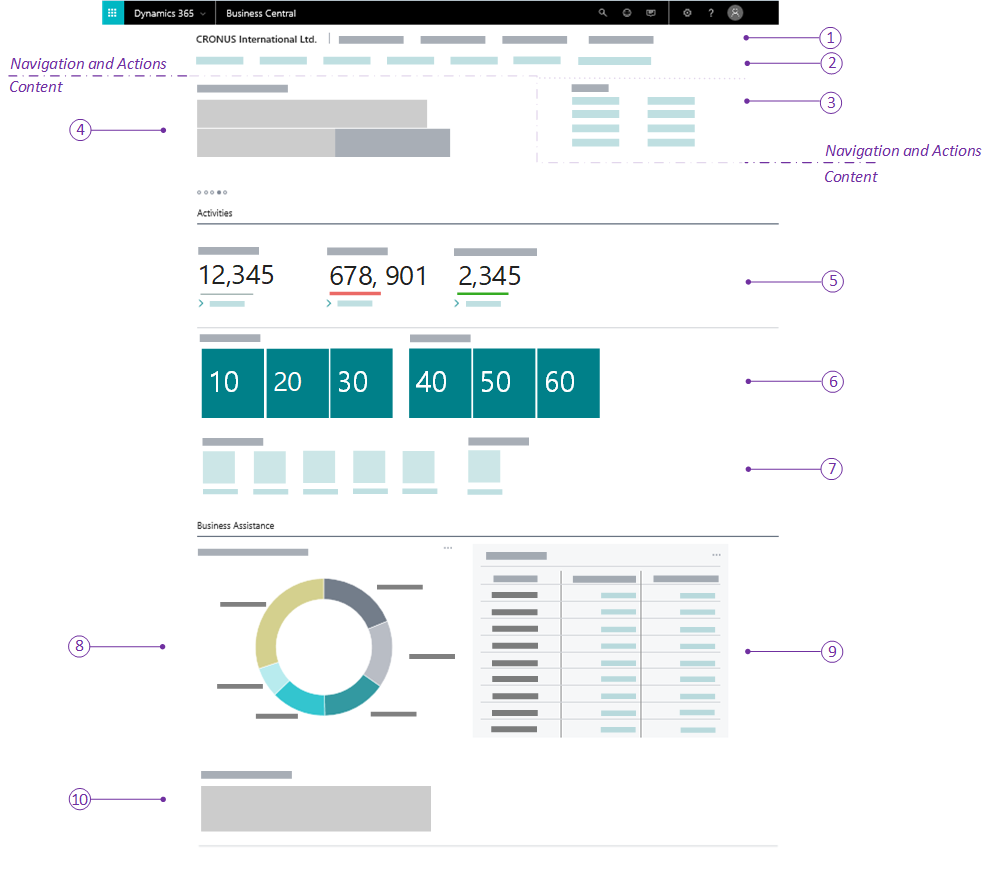 Dynamics 365 Business Central ?
CRONUS International Ltd.
1
2
Navigation and Actions
Content
3
4
Navigation and Actions
Content
Activities
12,345 678, 901 2,345
5
10 20 30 40 50 60
6
7
Business Assistance
8
9
10